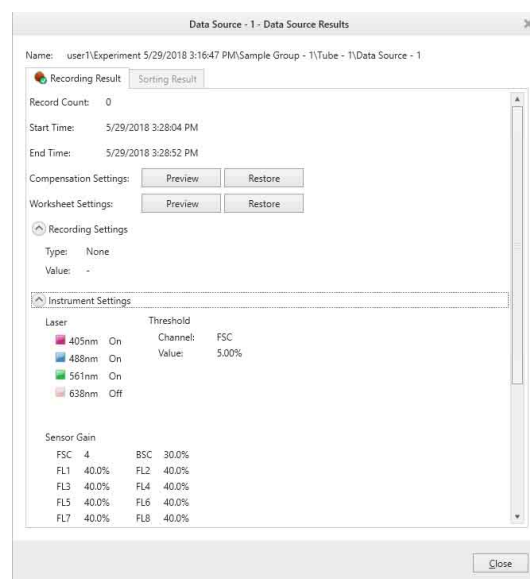 Data Source - 1 - Data Source Results
Name: user1\Experiment 5/29/2018 3:16:47 PM\Sample Group - 1\Tube - 1\Data Source - 1
Recording Result Sorting Result
Record Count: 0
Start Time: 5/29/2018 3:28:04 PM
End Time: 5/29/2018 3:28:52 PM
Compensation Settings: Preview Restore
Worksheet Settings: Preview Restore
Recording Settings
Type: None
Value: -
Instrument Settings
Laser Threshold
405nm On Channel: FSC
488nm On Value: 5.00%
561nm On
638nm Off
Sensor Gain
FSC 4 BSC 30.0%
FL1 40.0% FL2 40.0%
FL3 40.0% FL4 40.0%
FL5 40.0% FL6 40.0%
FL7 40.0% FL8 40.0%
Close